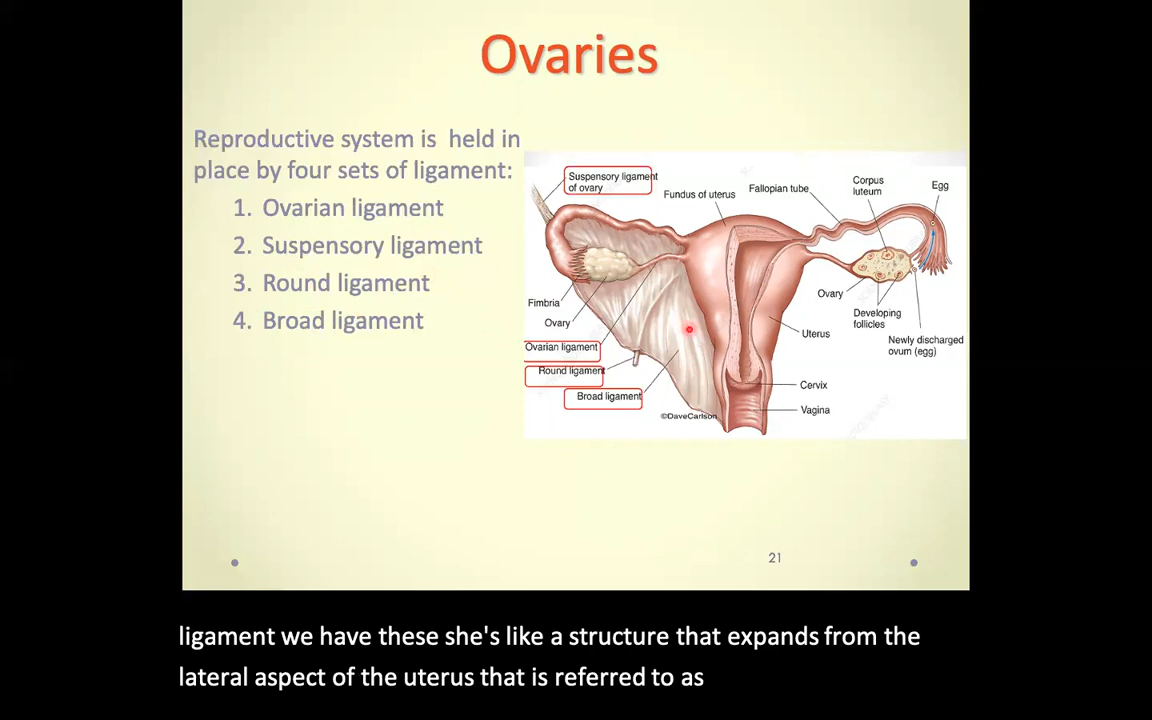 Ovaries
Reproductive system is held in
place by four sets of ligament:
1. Ovarian ligament
2. Suspensory ligament
3. Round ligament
4. Broad ligament
Suspensory ligament
of ovary
Fundus of uterus
Fallopian tube
Corpus
luteum
Egg
Fimbria
Ovary
Ovarian ligament
Round ligament
Broad ligament
©DaveCarlson
Ovary
Developing
follicles
Uterus
Newly discharged
ovum (egg)
Cervix
Vagina
21
ligament we have these she's like a structure that expands from the
lateral aspect of the uterus that is referred to as